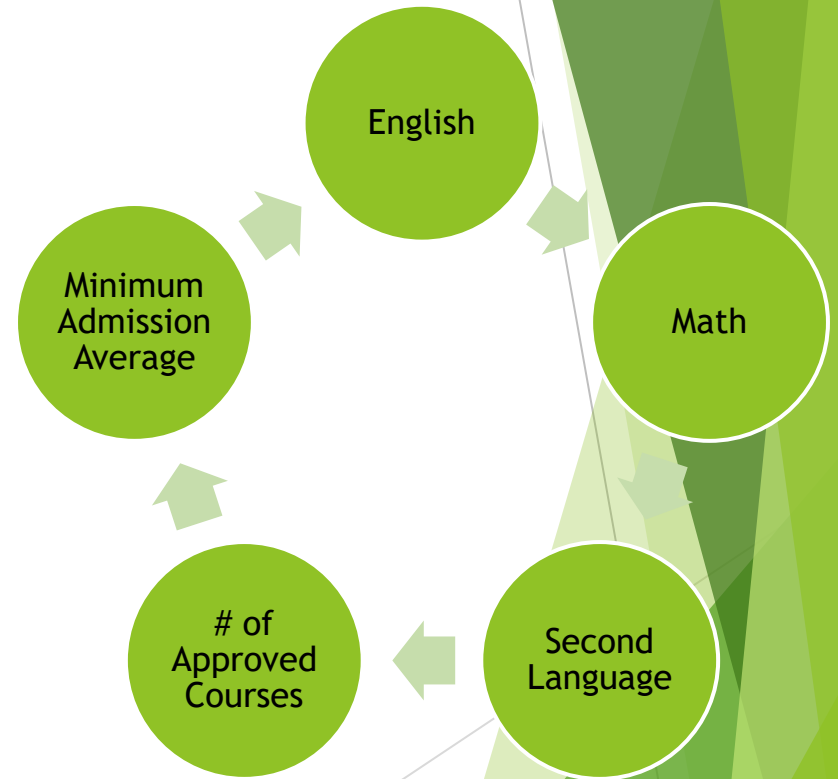 English
Math
Second
Language
# of
Approved
Courses
Minimum
Admission
Average